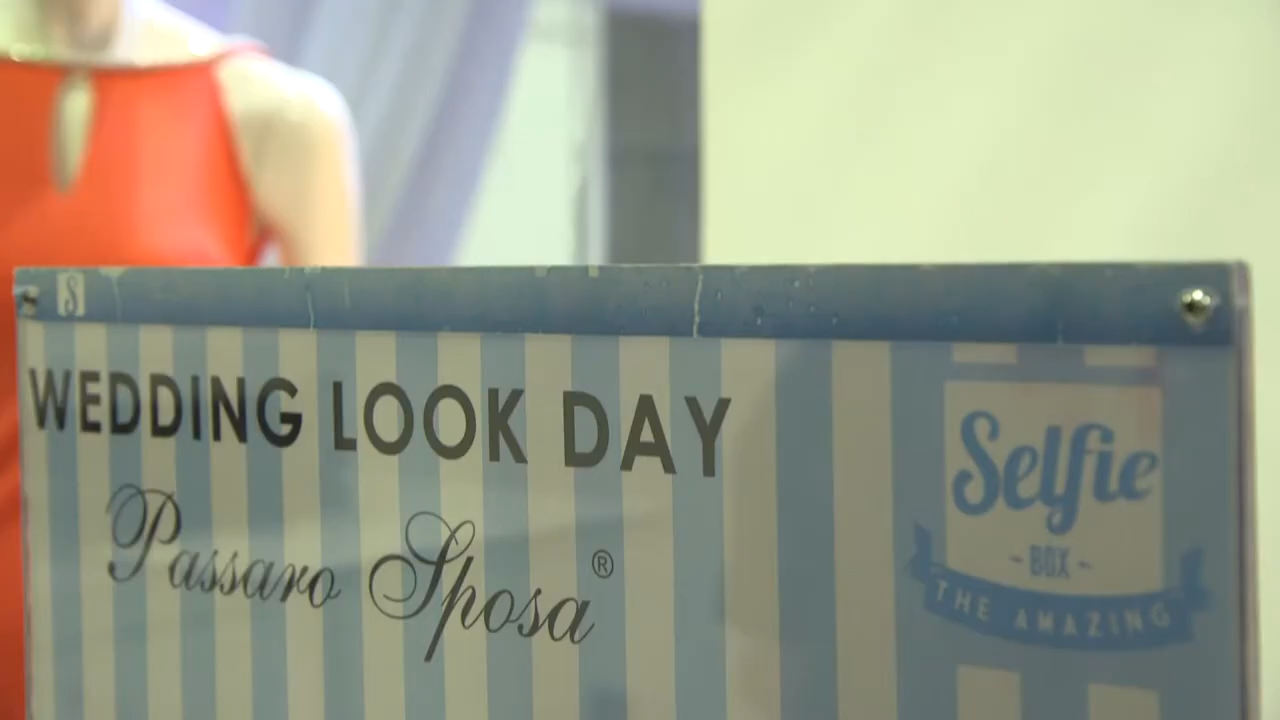 S
WEDDING LOOK DAY
Passaro Sposa®
Selfie
- BOX -
THE AMAZING